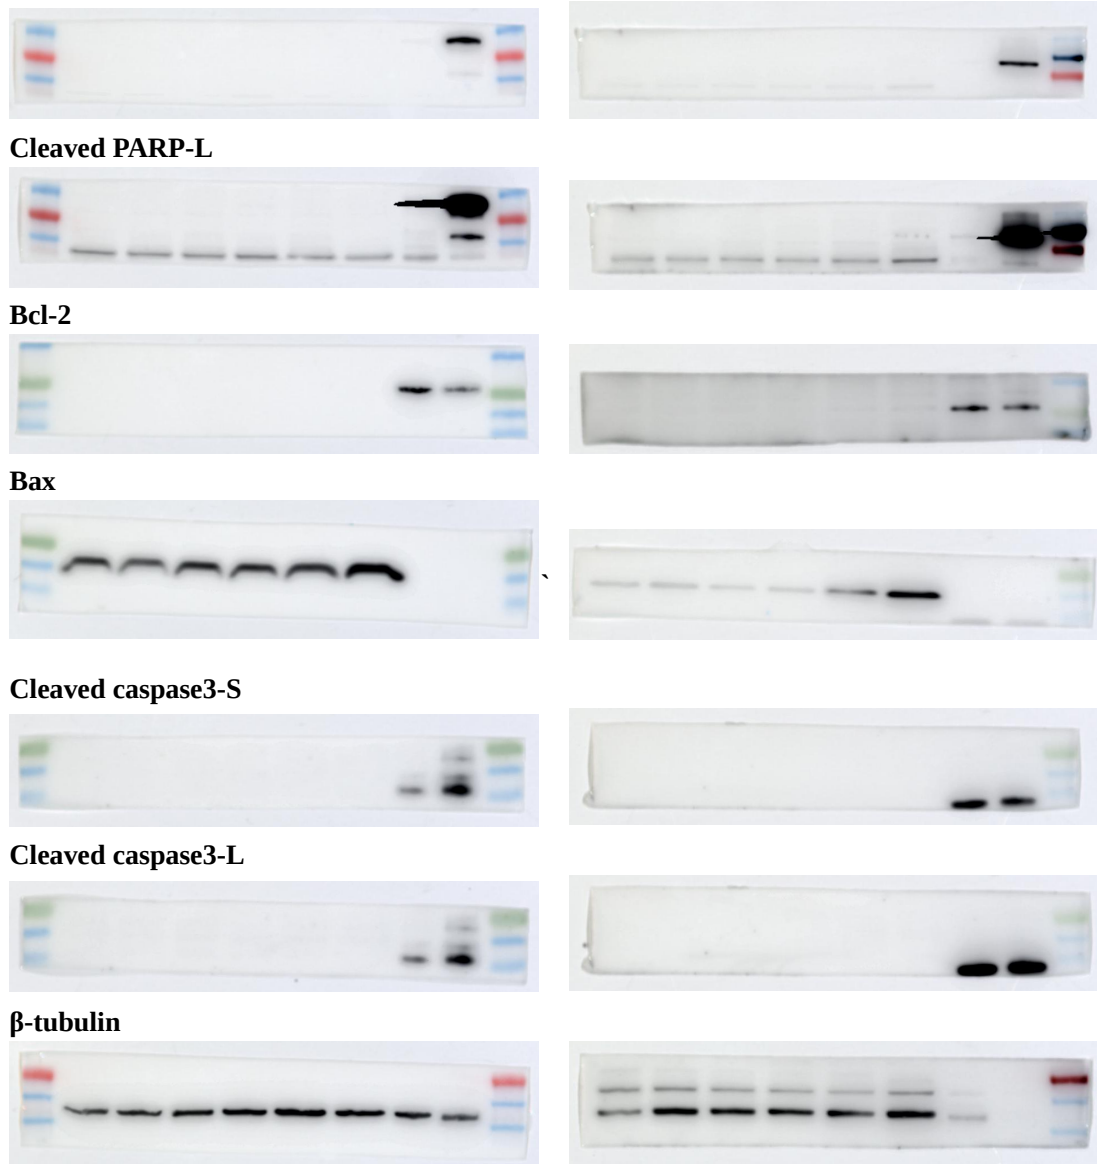 Cleaved PARP-L
Bcl-2
Bax
`
Cleaved caspase3-S
Cleaved caspase3-L
β-tubulin